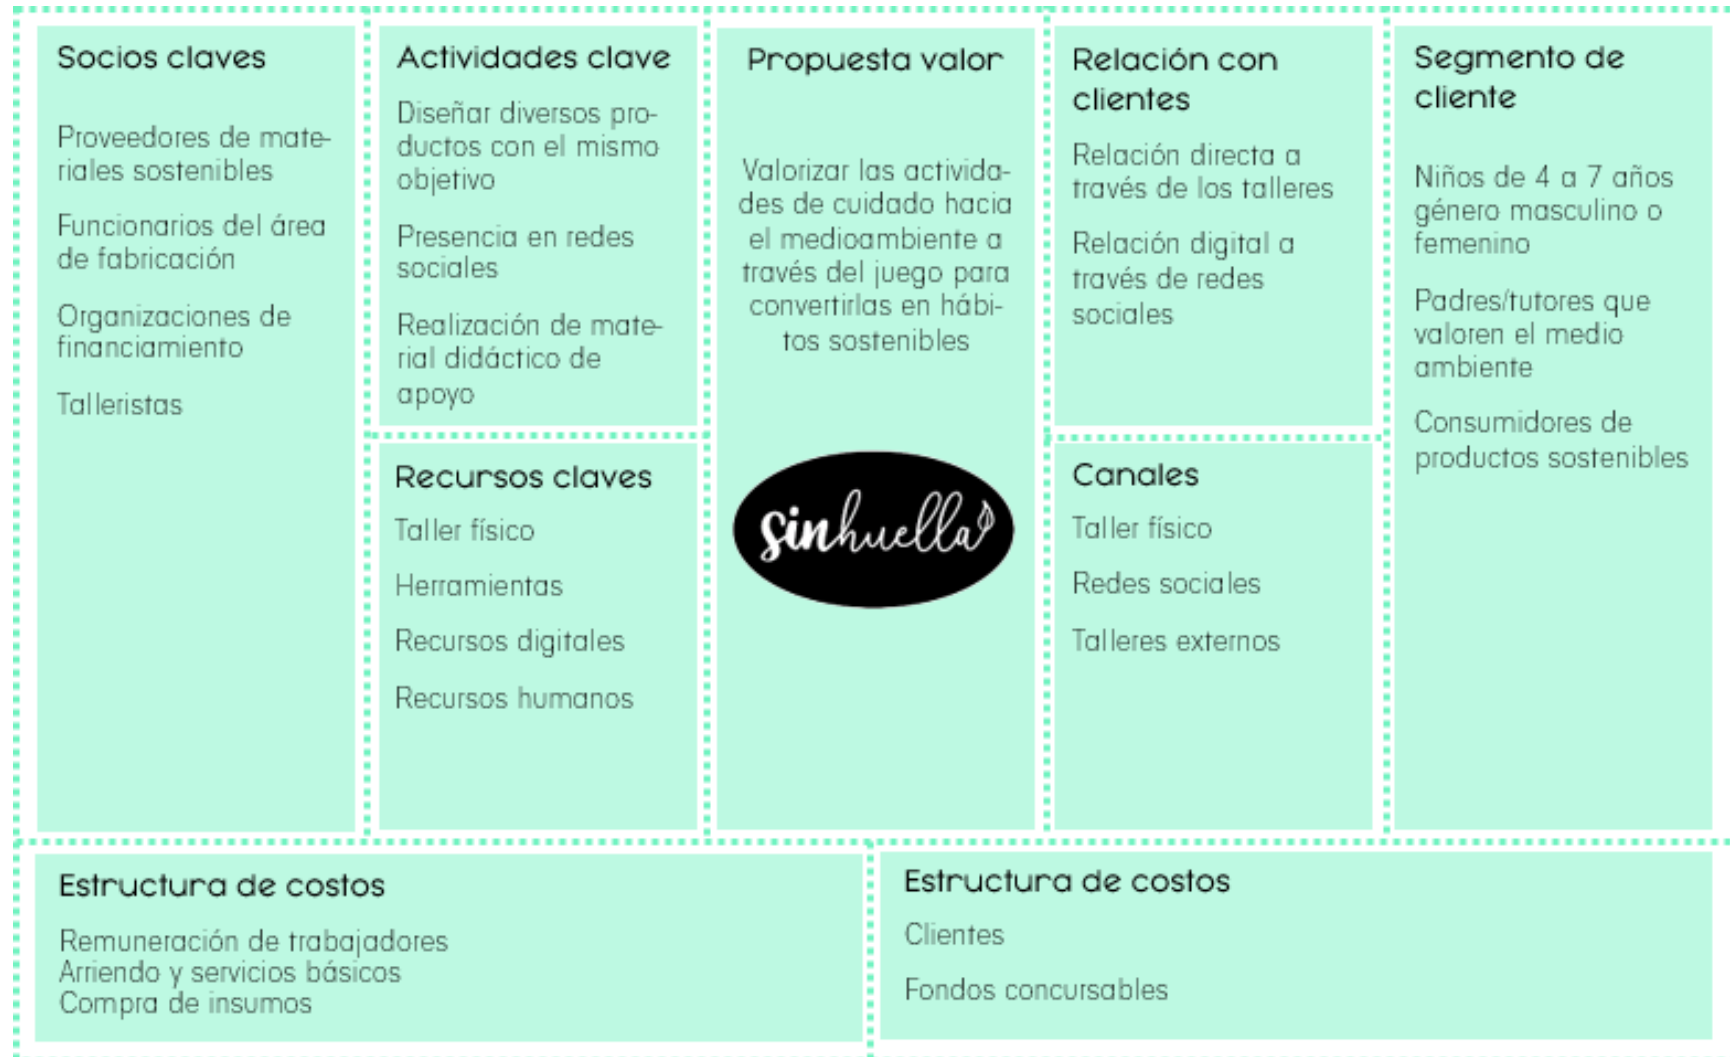 Socios claves
Proveedores de mate-
riales sostenibles
Funcionarios del área
de fabricación
Organizaciones de
financiamiento
Talleristas
Actividades clave
Diseñar diversos pro-
ductos con el mismo
objetivo
Presencia en redes
sociales
Realización de mate-
rial didáctico de
apoyo
Recursos claves
Taller físico
Herramientas
Recursos digitales
Recursos humanos
Propuesta valor
Valorizar las activida-
des de cuidado hacia
el medioambiente a
través del juego para
convertirlas en hábi-
tos sostenibles
sinhuella
Relación con
clientes
Relación directa a
través de los talleres
Relación digital a
través de redes
sociales
Canales
Taller físico
Redes sociales
Talleres externos
Segmento de
cliente
Niños de 4 a 7 años
género masculino o
femenino
Padres/tutores que
valoren el medio
ambiente
Consumidores de
productos sostenibles
Estructura de costos
Remuneración de trabajadores
Arriendo y servicios básicos
Compra de insumos
Estructura de costos
Clientes
Fondos concursables